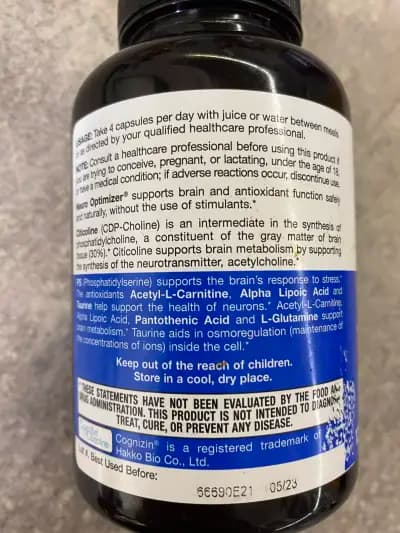 USAGE: Take 4 capsules per day with juice or water between meals
or as directed by your qualified healthcare professional.
NOTE: Consult a healthcare professional before using this product if
you are trying to conceive, pregnant, or lactating, under the age of 18,
or have a medical condition; if adverse reactions occur, discontinue use.
Neuro Optimizer® supports brain and antioxidant function safely
and naturally, without the use of stimulants.*
Citicoline (CDP-Choline) is an intermediate in the synthesis of
phosphatidylcholine, a constituent of the gray matter of brain
tissue (30%).* Citicoline supports brain metabolism by supporting
the synthesis of the neurotransmitter, acetylcholine.*
PS (Phosphatidylserine) supports the brain's response to stress.*
The antioxidants Acetyl-L-Carnitine, Alpha Lipoic Acid and
Taurine help support the health of neurons.* Acetyl-L-Carnitine,
Alpha Lipoic Acid, Pantothenic Acid and L-Glutamine support
brain metabolism.* Taurine aids in osmoregulation (maintenance of
the concentrations of ions) inside the cell.*
Keep out of the reach of children.
Store in a cool, dry place.
*THESE STATEMENTS HAVE NOT BEEN EVALUATED BY THE FOOD AND
DRUG ADMINISTRATION. THIS PRODUCT IS NOT INTENDED TO DIAGNOSE,
TREAT, CURE, OR PREVENT ANY DISEASE.
Cognizin® is a registered trademark of
Hakko Bio Co., Ltd.
Lot #, Best Used Before:
66690E21 05/23